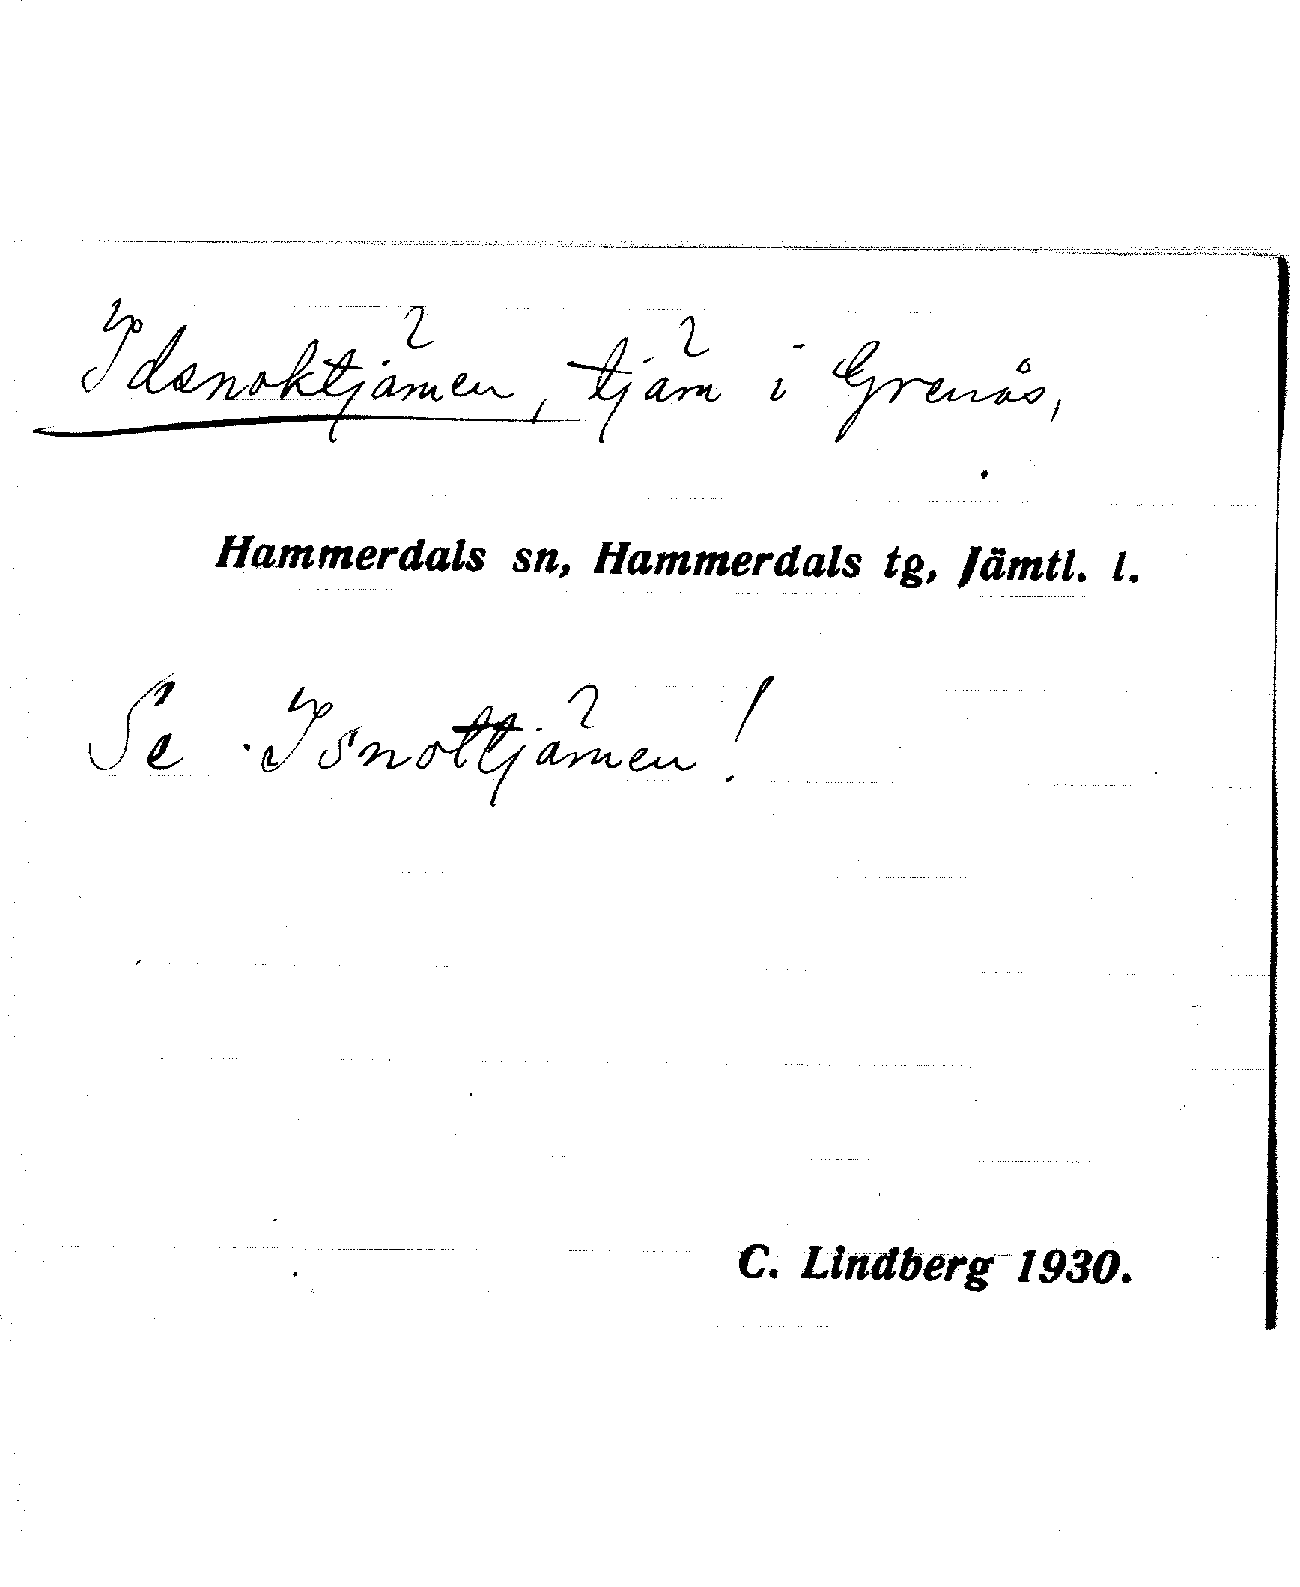 Idsnoktjärnen, tjärn i Grenås,
Hammerdals sn, Hammerdals tg, Jämtl. l.
Se Isnottjärnen!
C. Lindberg 1930.